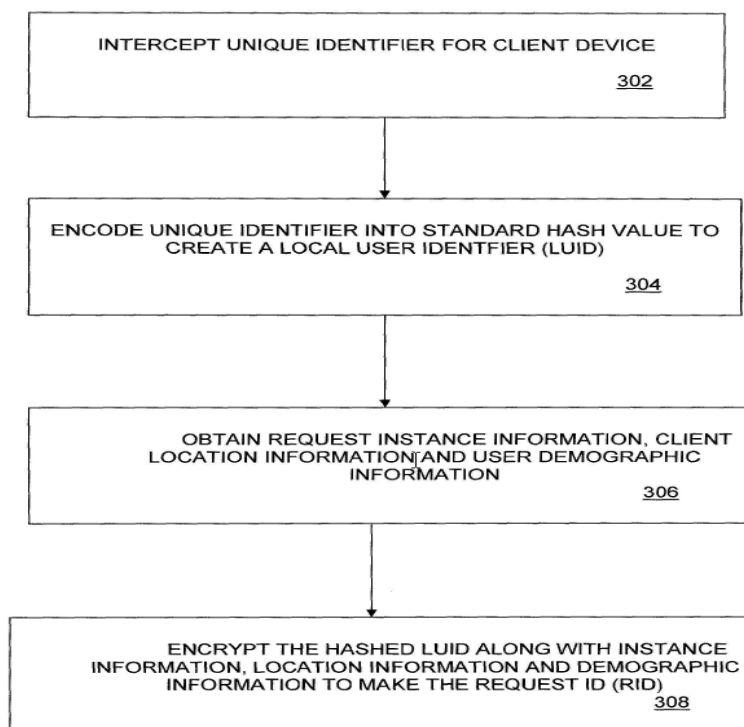 INTERCEPT UNIQUE IDENTIFIER FOR CLIENT DEVICE
302
ENCODE UNIQUE IDENTIFIER INTO STANDARD HASH VALUE TO
CREATE A LOCAL USER IDENTFIER (LUID)
304
OBTAIN REQUEST INSTANCE INFORMATION, CLIENT
LOCATION INFORMATION AND USER DEMOGRAPHIC
INFORMATION
306
ENCRYPT THE HASHED LUID ALONG WITH INSTANCE
INFORMATION, LOCATION INFORMATION AND DEMOGRAPHIC
INFORMATION TO MAKE THE REQUEST ID (RID)
308